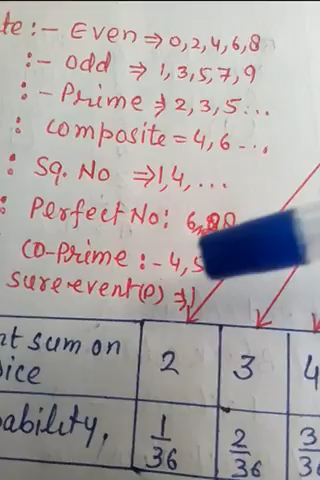 te :- Even ⇒ 0, 2, 4, 6, 8
:- odd ⇒ 1, 3, 5, 7, 9
:- Prime ⇒ 2, 3, 5...
: composite = 4, 6 ...
: Sq. No ⇒ 1, 4, ...
: Perfect No: 6,
co-Prime :- 4, 5
sure event (P) ⇒ 1
nt sum on
ice
2 3 4
ability,
1/36 2/36 3/36